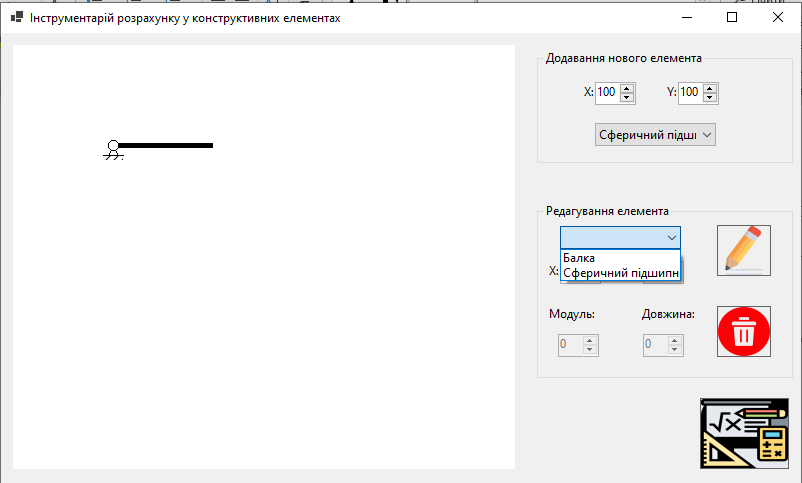 Інструментарій розрахунку у конструктивних елементах
Додавання нового елемента
X: 100 Y: 100
Сферичний підши
Редагування елемента
Балка
Сферичний підшипн
X:
Модуль: Довжина:
0 0
√x